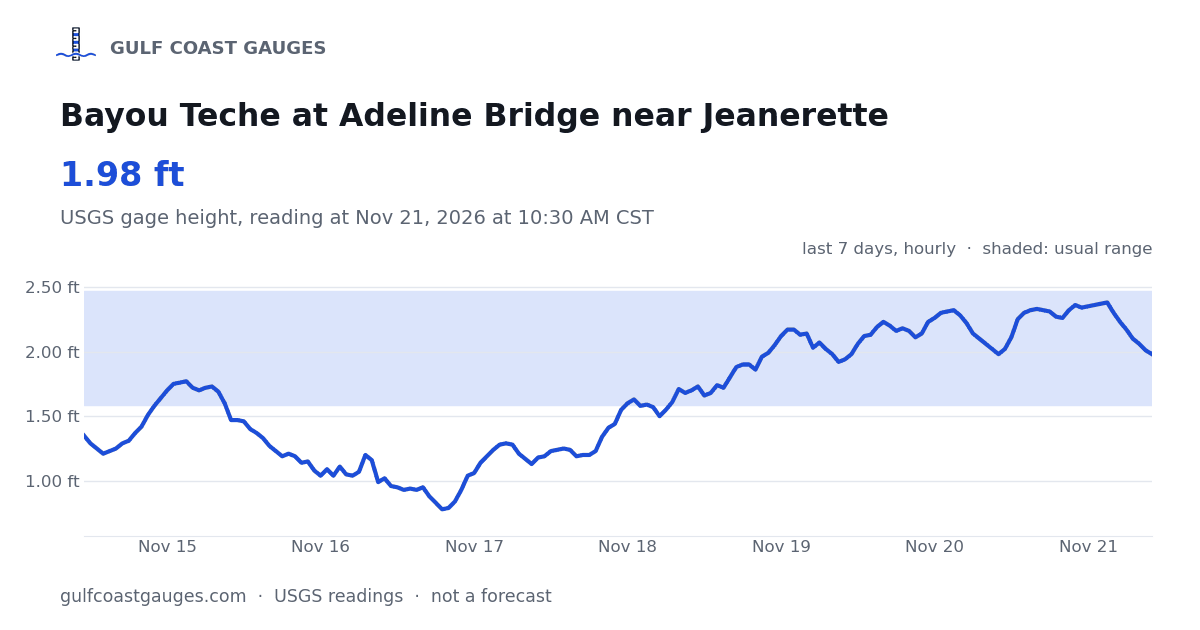 GULF COAST GAUGES
Bayou Teche at Adeline Bridge near Jeanerette
1.98 ft
USGS gage height, reading at Nov 21, 2026 at 10:30 AM CST
last 7 days, hourly · shaded: usual range
2.50 ft
2.00 ft
1.50 ft
1.00 ft
Nov 15 Nov 16 Nov 17 Nov 18 Nov 19 Nov 20 Nov 21
gulfcoastgauges.com · USGS readings · not a forecast